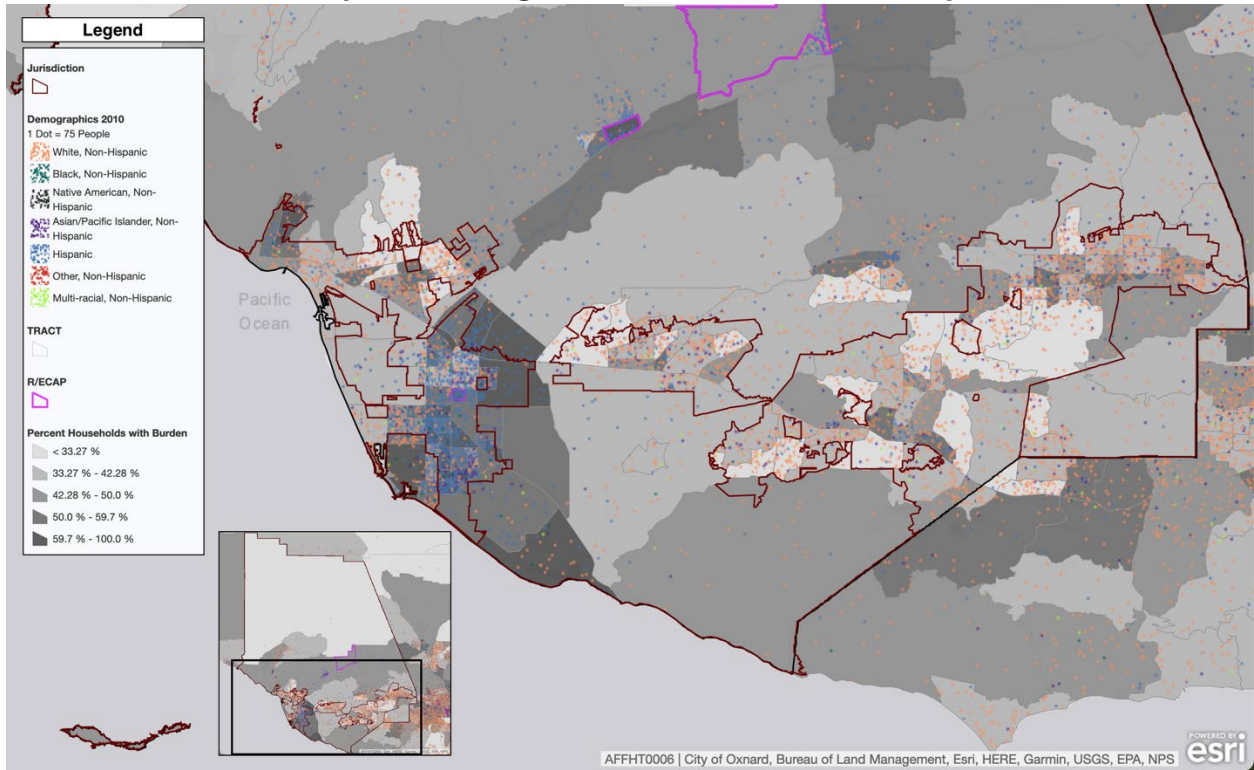 Legend
Jurisdiction
Demographics 2010
1 Dot = 75 People
White, Non-Hispanic
Black, Non-Hispanic
Native American, Non-
Hispanic
Asian/Pacific Islander, Non-
Hispanic
Hispanic
Other, Non-Hispanic
Multi-racial, Non-Hispanic
TRACT
R/ECAP
Percent Households with Burden
< 33.27 %
33.27 % - 42.28 %
42.28 % - 50.0 %
50.0 % - 59.7 %
59.7 % - 100.0 %
Pacific
Ocean
AFFHT0006 | City of Oxnard, Bureau of Land Management, Esri, HERE, Garmin, USGS, EPA, NPS
POWERED BY
esri